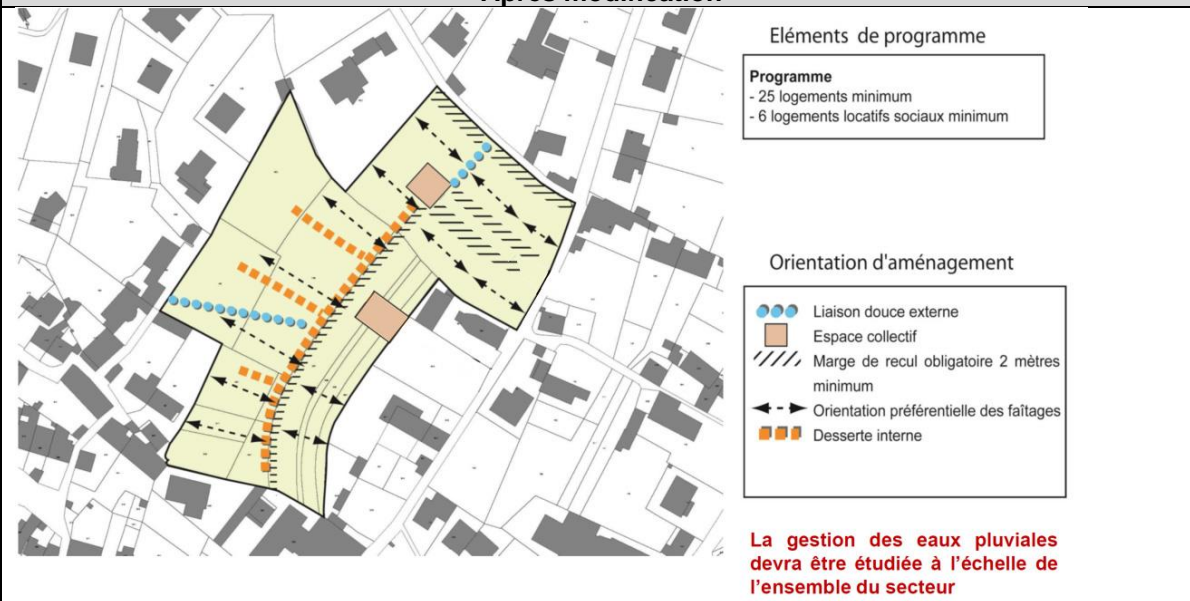 Après modification
Eléments de programme
Programme
- 25 logements minimum
- 6 logements locatifs sociaux minimum
Orientation d'aménagement
Liaison douce externe
Espace collectif
Marge de recul obligatoire 2 mètres
minimum
Orientation préférentielle des faîtages
Desserte interne
La gestion des eaux pluviales
devra être étudiée à l'échelle de
l'ensemble du secteur